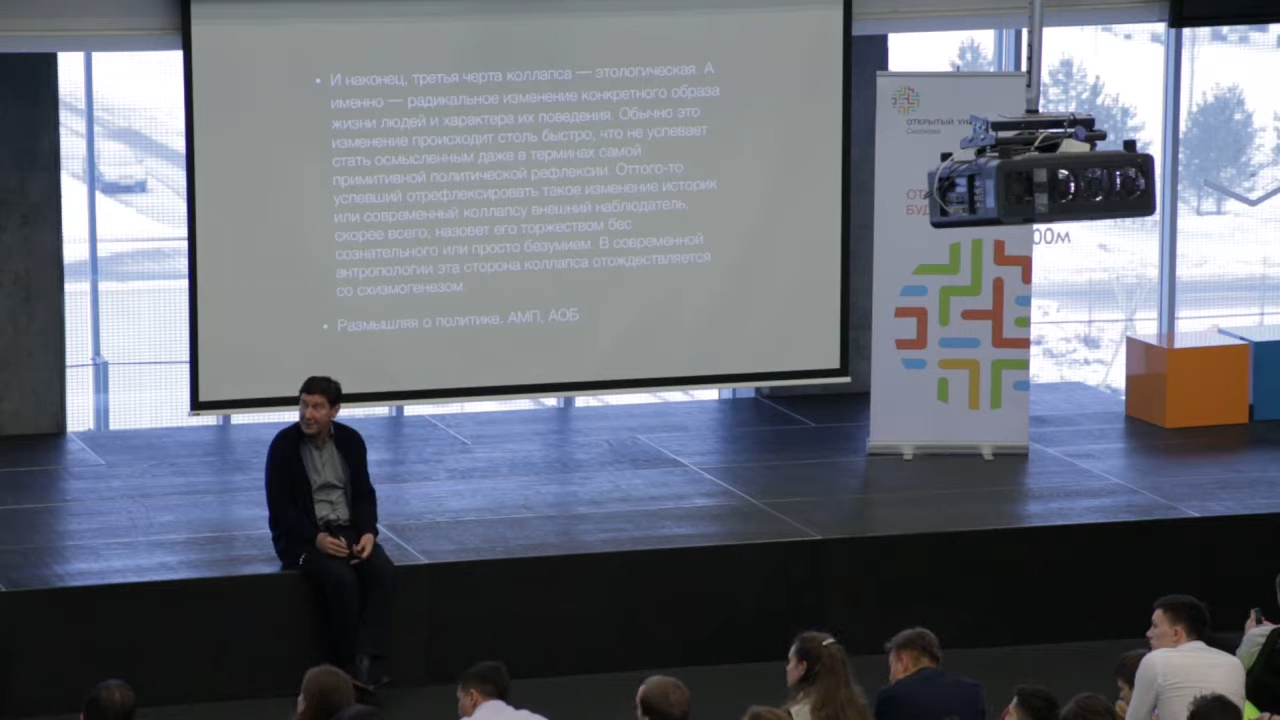 • И наконец, третья черта коллапса — этологическая. А
именно — радикальное изменение конкретного образа
жизни людей и характера их поведения. Обычно это
изменение происходит столь быстро, что не успевает
стать осмысленным даже в терминах самой
примитивной политической рефлексии. Оттого-то
успевший отрефлексировать такое изменение историк
или современный коллапсу внешний наблюдатель,
скорее всего, назовет его торжеством бес
сознательного или просто безумием. В современной
антропологии эта сторона коллапса отождествляется
со схизмогенезом.
• Размышляя о политике. АМП, АОБ
ОТКРЫТЫЙ УН
Сколково
ОТ
БУД
00м